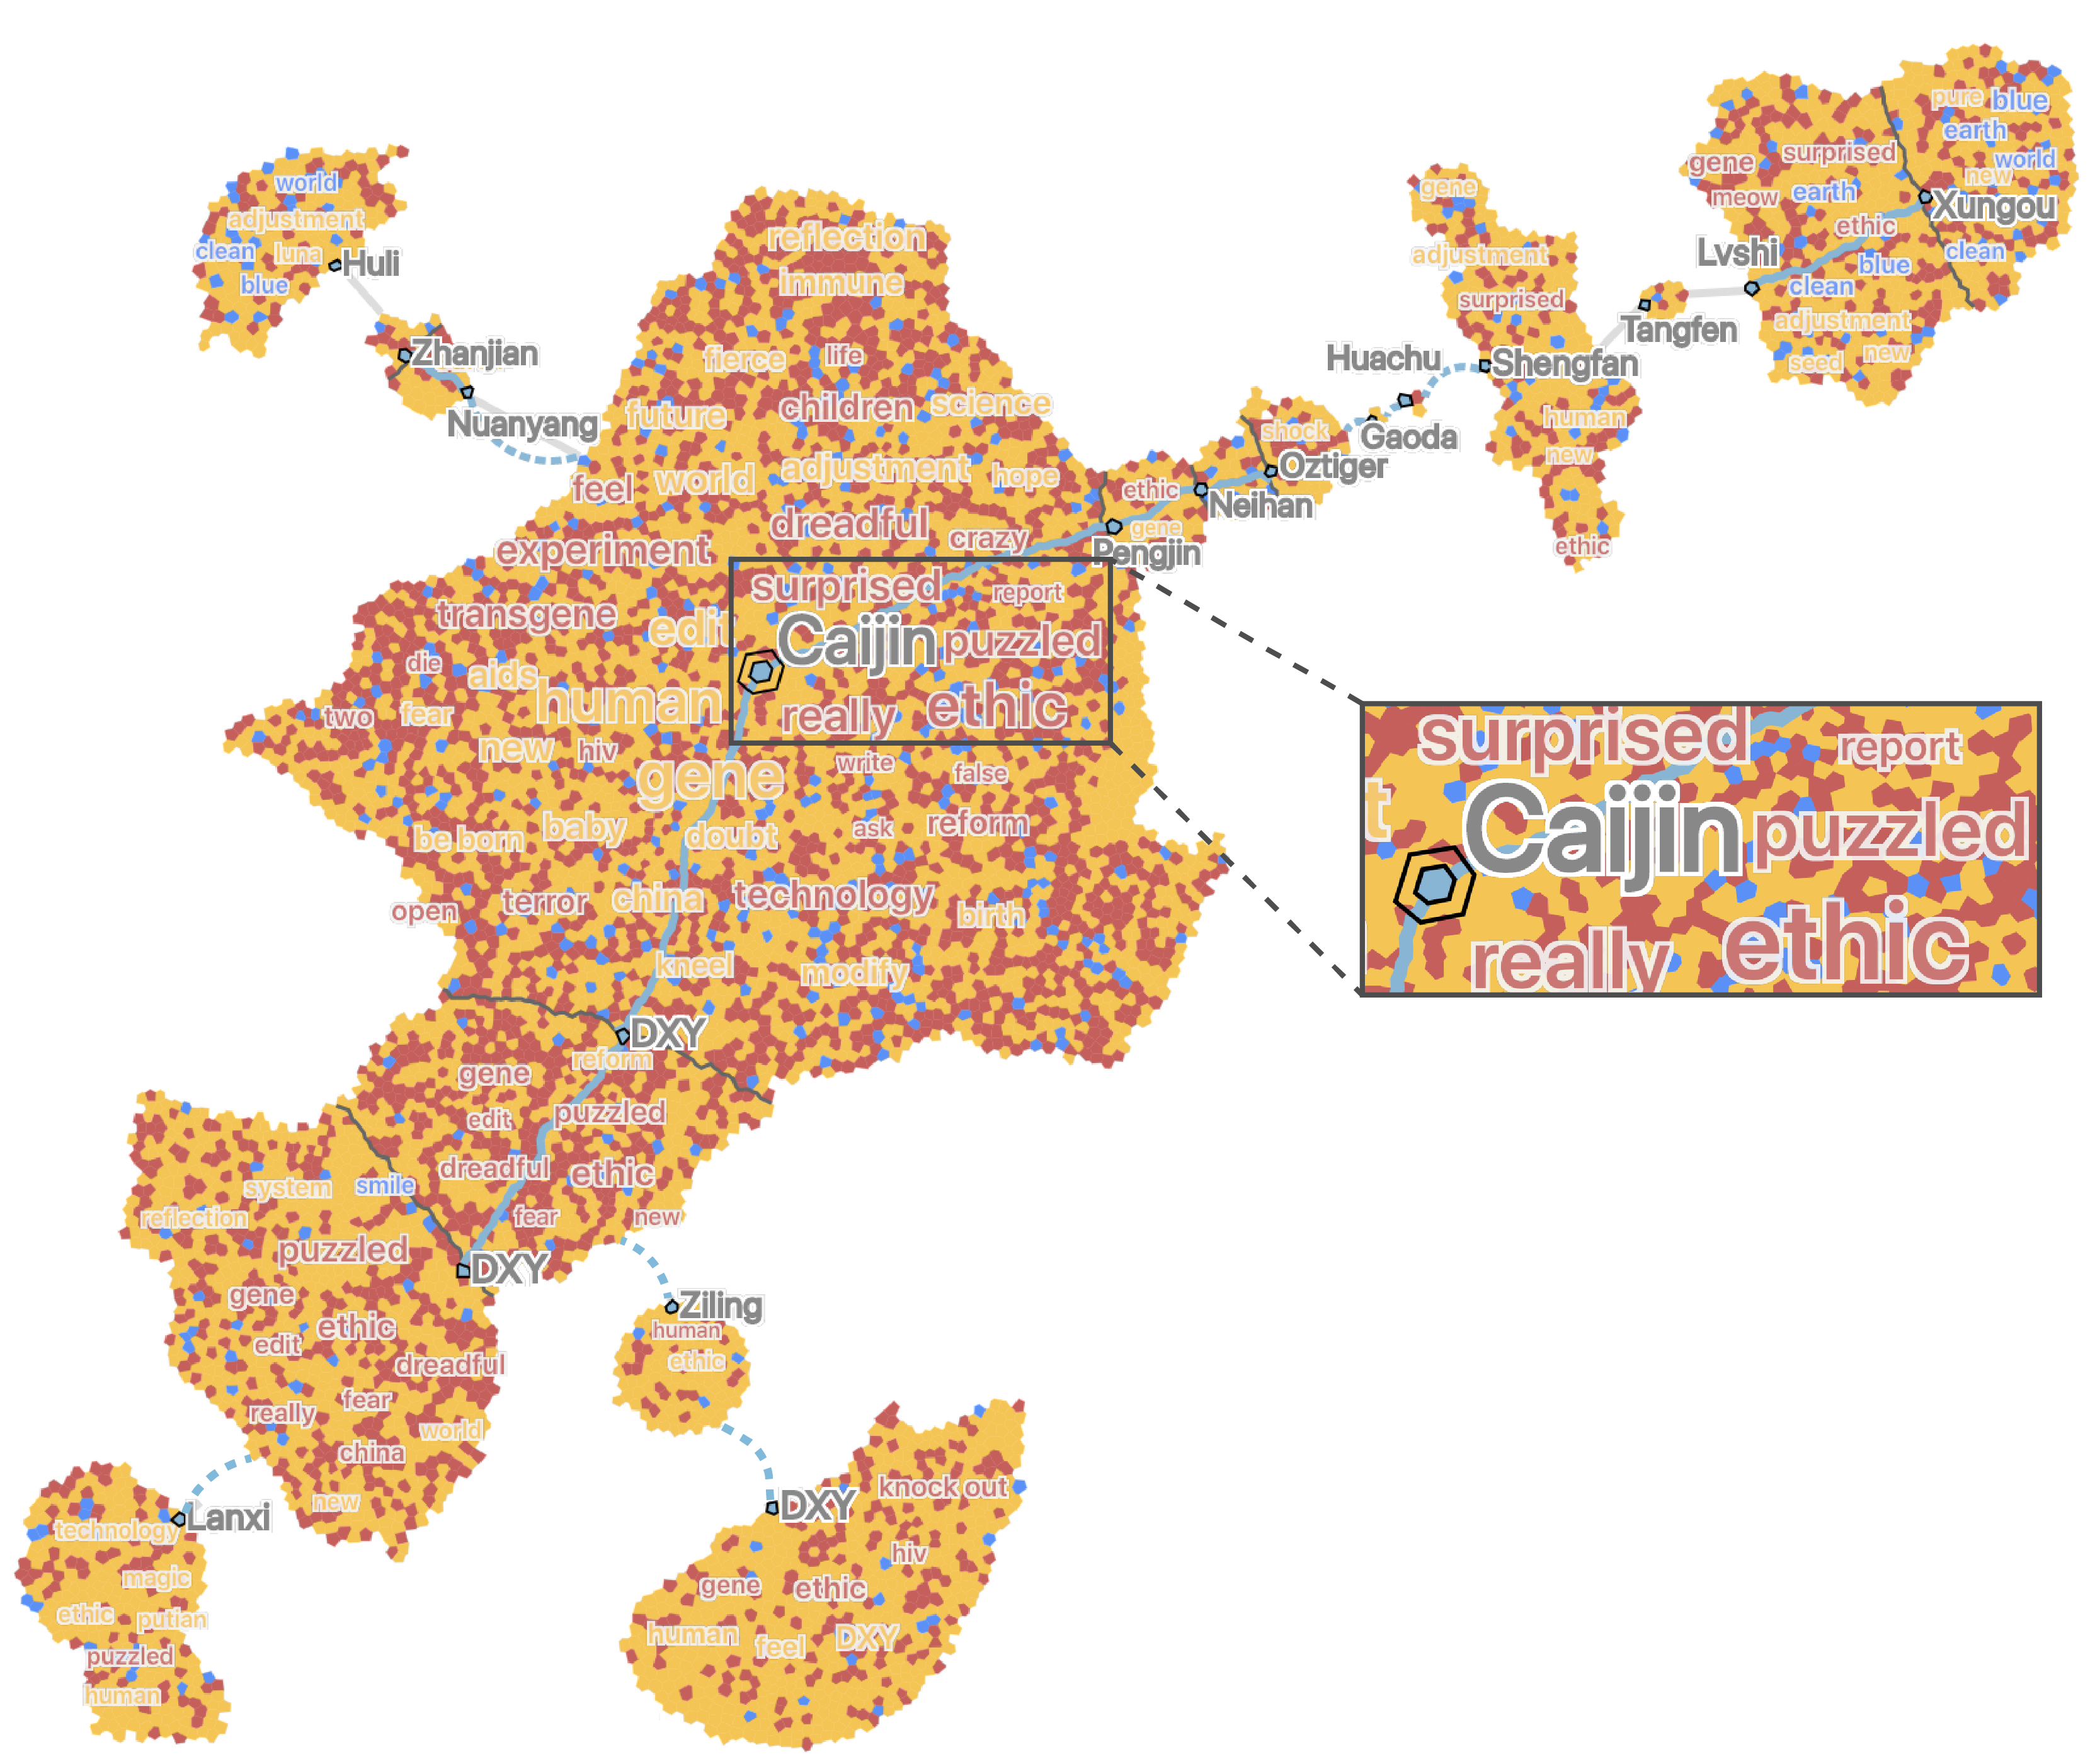 world
adjustment
clean
luna
blue
Huli
Zhanjian
Nuanyang
reflection
immune
fierce
life
children
science
future
adjustment
hope
world
feel
dreadful
crazy
experiment
surprised
report
transgene
edit
Caijin
puzzled
die
aids
human
really
ethic
two
fear
new
hiv
gene
write
false
be born
baby
doubt
ask
reform
open
terror
china
technology
birth
kneel
modify
DXY
reform
gene
edit
puzzled
dreadful
ethic
fear
new
DXY
system
smile
reflection
puzzled
gene
ethic
edit
dreadful
fear
really
world
china
new
Lanxi
technology
magic
ethic
putian
puzzled
human
Ziling
human
ethic
DXY
knock out
hiv
gene
ethic
human
feel
DXY
Pengjin
ethic
gene
Neihan
Oztiger
shock
Gaoda
Huachu
Shengfan
gene
adjustment
surprised
human
new
ethic
Tangfen
Lvshi
gene
surprised
meow
earth
ethic
blue
clean
adjustment
seed
new
Xungou
pure
blue
earth
world
new
clean
surprised
report
t
Caijin
puzzled
really
ethic